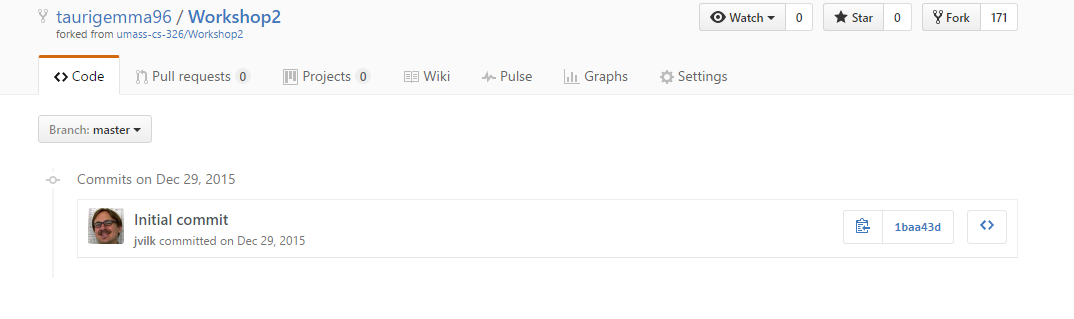 taurigemma96 / Workshop2 Watch 0 Star 0 Fork 171
forked from umass-cs-326/Workshop2
Code Pull requests 0 Projects 0 Wiki Pulse Graphs Settings
Branch: master
Commits on Dec 29, 2015
Initial commit
jvilk committed on Dec 29, 2015
1baa43d